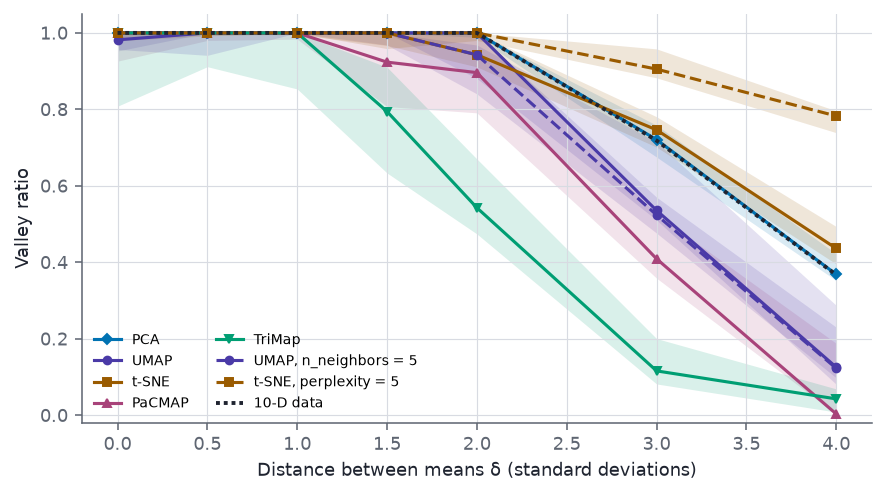 1.0
0.8
0.6
0.4
0.2
0.0
Valley ratio
PCA
UMAP
t-SNE
PaCMAP
TriMap
UMAP, n_neighbors = 5
t-SNE, perplexity = 5
10-D data
0.0 0.5 1.0 1.5 2.0 2.5 3.0 3.5 4.0
Distance between means δ (standard deviations)